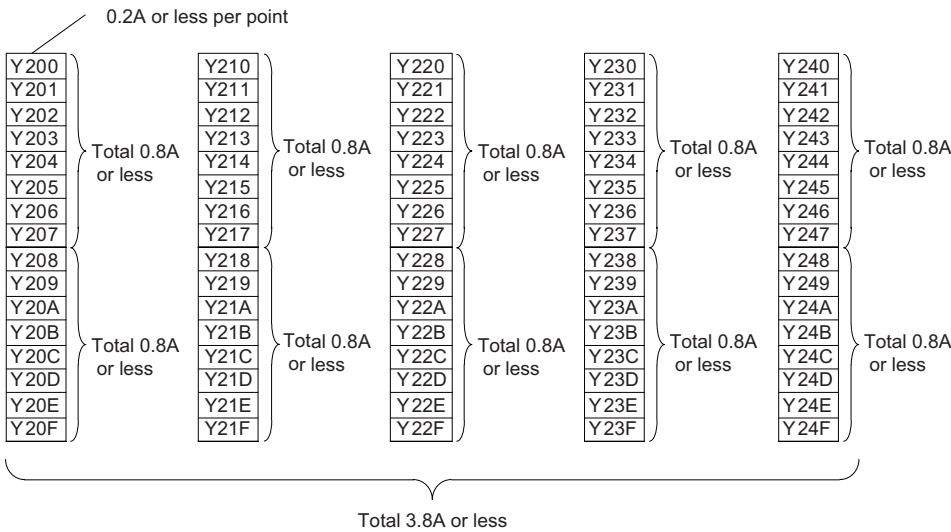 0.2A or less per point
Y200 Y210 Y220 Y230 Y240
Y201 Y211 Y221 Y231 Y241
Y202 Y212 Y222 Y232 Y242
Y203 Y213 Y223 Y233 Y243
Y204 Y214 Y224 Y234 Y244
Y205 Y215 Y225 Y235 Y245
Y206 Y216 Y226 Y236 Y246
Y207 Y217 Y227 Y237 Y247
Total 0.8A Total 0.8A Total 0.8A Total 0.8A Total 0.8A
or less or less or less or less or less
Y208 Y218 Y228 Y238 Y248
Y209 Y219 Y229 Y239 Y249
Y20A Y21A Y22A Y23A Y24A
Y20B Y21B Y22B Y23B Y24B
Y20C Y21C Y22C Y23C Y24C
Y20D Y21D Y22D Y23D Y24D
Y20E Y21E Y22E Y23E Y24E
Y20F Y21F Y22F Y23F Y24F
Total 0.8A Total 0.8A Total 0.8A Total 0.8A Total 0.8A
or less or less or less or less or less
Total 3.8A or less